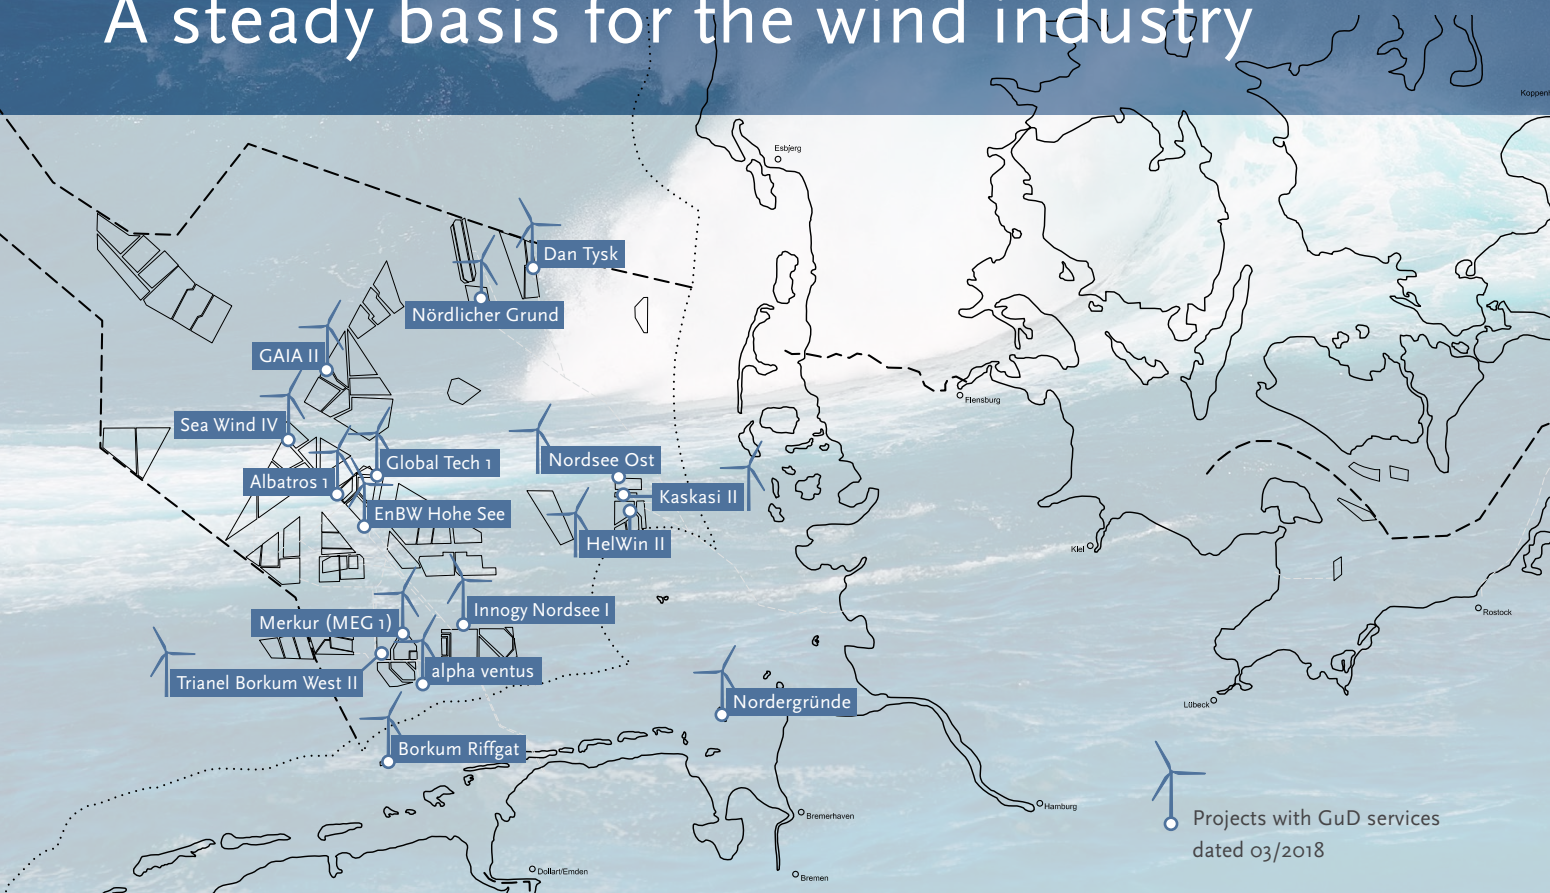 A steady basis for the wind industry
Esbjerg
Dan Tysk
Nördlicher Grund
GAIA II
Flensburg
Sea Wind IV
Nordsee Ost
Global Tech 1
Albatros 1
Kaskasi II
EnBW Hohe See
HelWin II
Kiel
Innogy Nordsee I
Rostock
Merkur (MEG 1)
alpha ventus
Trianel Borkum West II
Nordergründe
Lübeck
Borkum Riffgat
Hamburg
Bremerhaven
Projects with GuD services
dated 03/2018
Dollart/Emden
Bremen